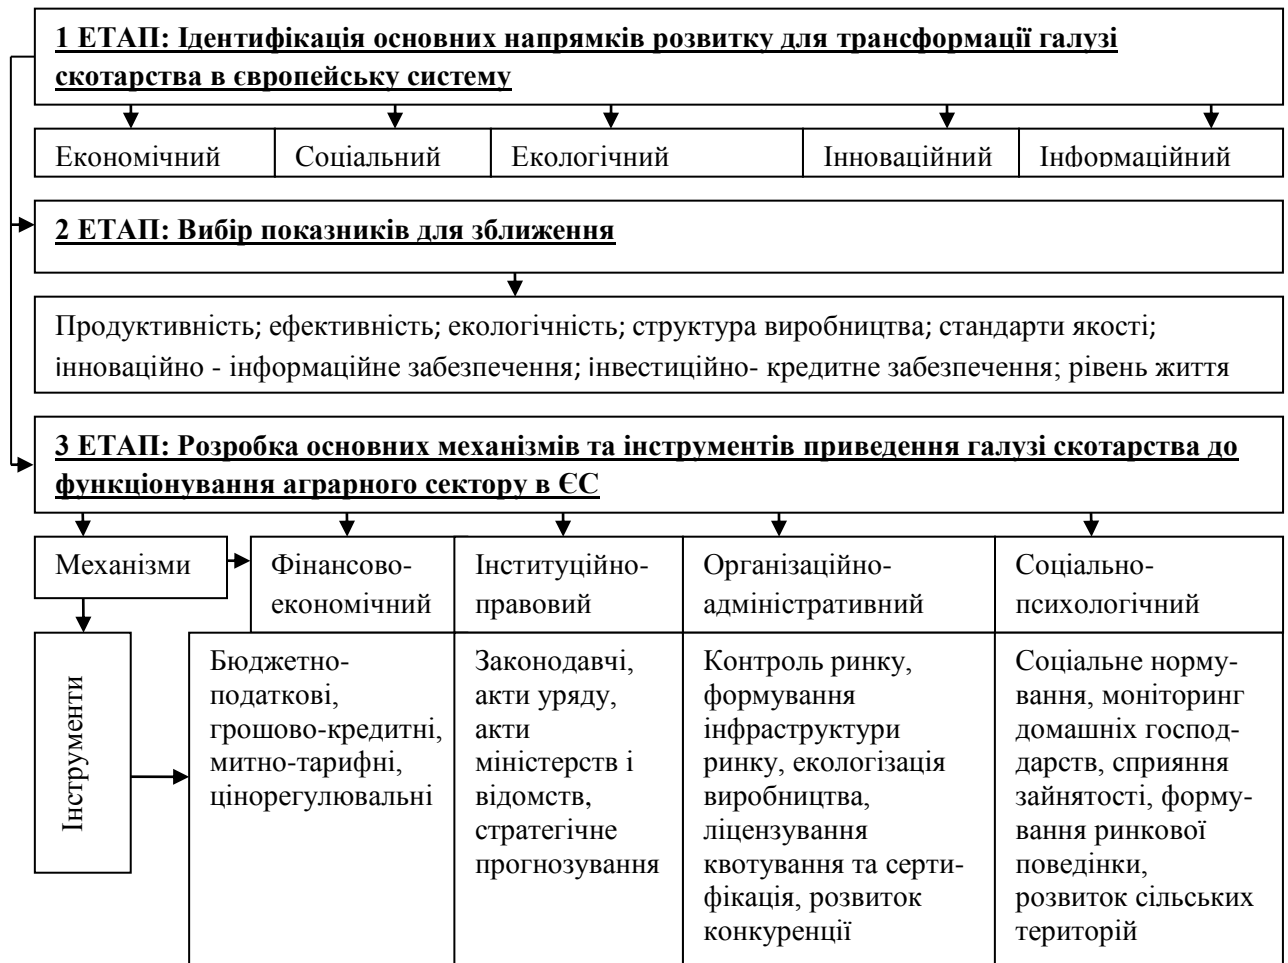 1 ЕТАП: Ідентифікація основних напрямків розвитку для трансформації галузі
скотарства в європейську систему
Економічний
Соціальний
Екологічний
Інноваційний
Інформаційний
2 ЕТАП: Вибір показників для зближення
Продуктивність; ефективність; екологічність; структура виробництва; стандарти якості;
інноваційно - інформаційне забезпечення; інвестиційно- кредитне забезпечення; рівень життя
3 ЕТАП: Розробка основних механізмів та інструментів приведення галузі скотарства до
функціонування аграрного сектору в ЄС
Механізми
Фінансово-
економічний
Інституційно-
правовий
Організаційно-
адміністративний
Соціально-
психологічний
Інструменти
Бюджетно-
податкові,
грошово-кредитні,
митно-тарифні,
цінорегулювальні
Законодавчі,
акти уряду,
акти
міністерств і
відомств,
стратегічне
прогнозування
Контроль ринку,
формування
інфраструктури
ринку, екологізація
виробництва,
ліцензування
квотування та серти-
фікація, розвиток
конкуренції
Соціальне норму-
вання, моніторинг
домашніх господ-
дарств, сприяння
зайнятості, форму-
вання ринкової
поведінки,
розвиток сільських
територій